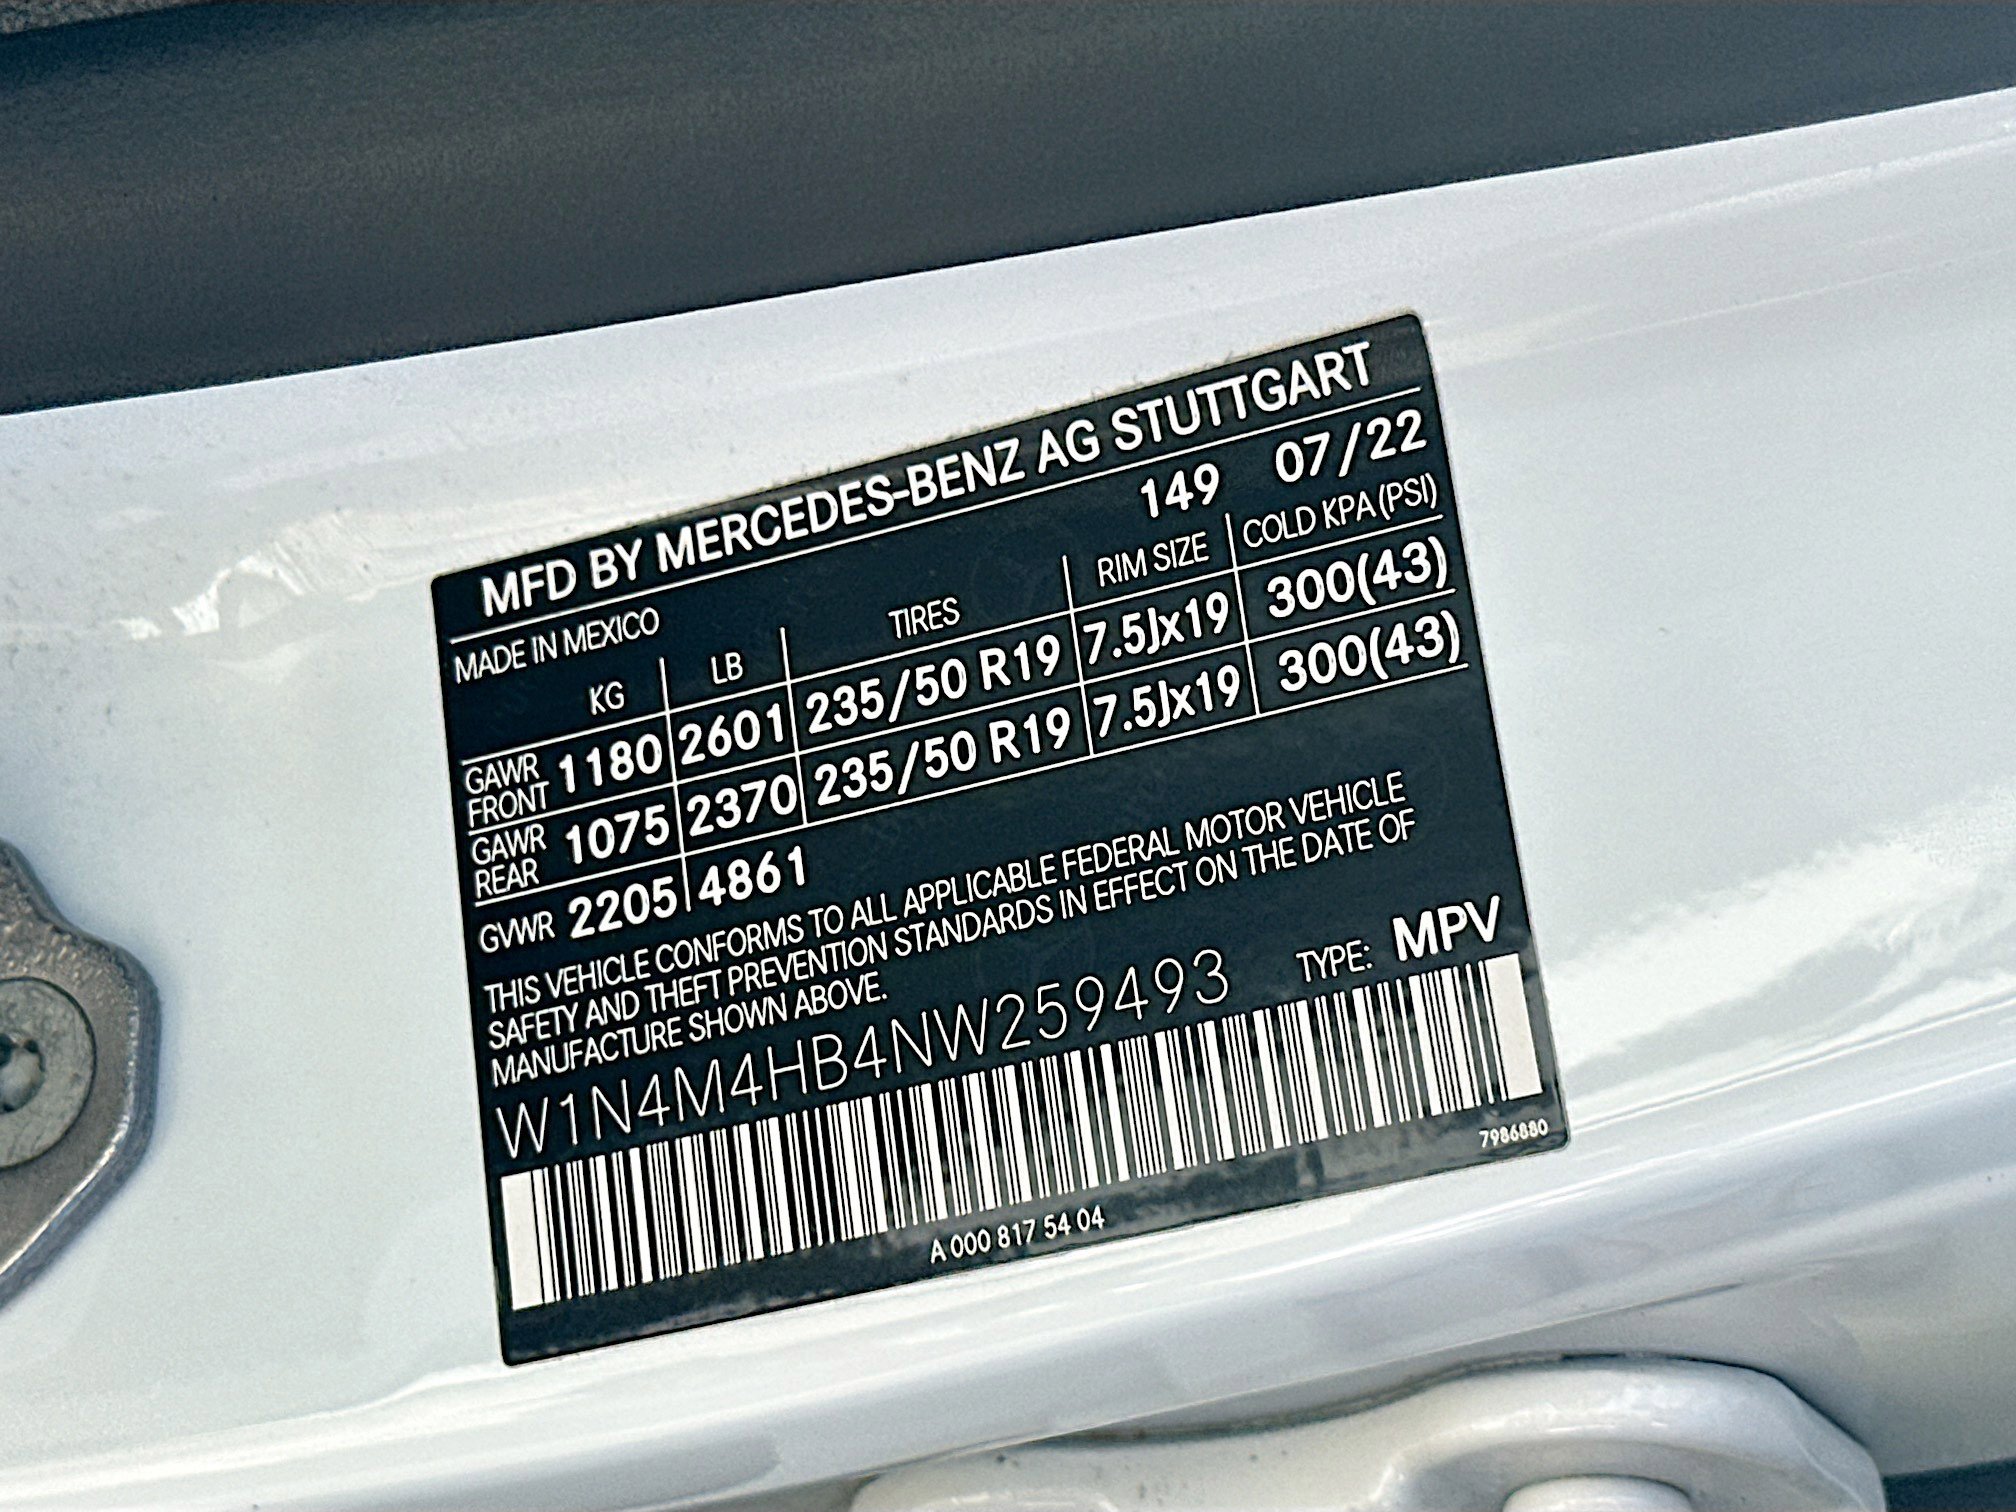 MFD BY MERCEDES-BENZ AG STUTTGART
MADE IN MEXICO 149 07/22
KG LB TIRES RIM SIZE COLD KPA (PSI)
GAWR FRONT 1180 2601 235/50 R19 7.5Jx19 300(43)
GAWR REAR 1075 2370 235/50 R19 7.5Jx19 300(43)
GVWR 2205 4861
THIS VEHICLE CONFORMS TO ALL APPLICABLE FEDERAL MOTOR VEHICLE
SAFETY AND THEFT PREVENTION STANDARDS IN EFFECT ON THE DATE OF
MANUFACTURE SHOWN ABOVE.
W1N4M4HB4NW259493 TYPE: MPV
7986880
A 000 817 54 04